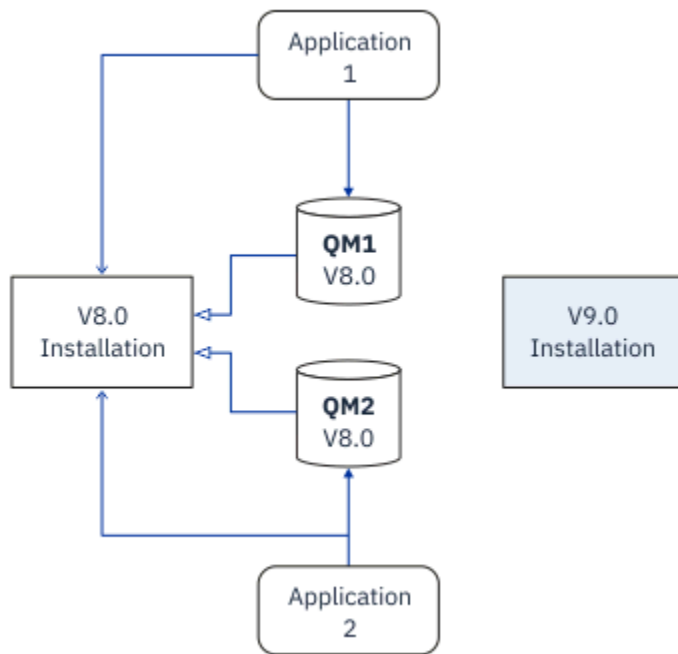 Application
1
QM1
V8.0
V8.0
Installation
V9.0
Installation
QM2
V8.0
Application
2